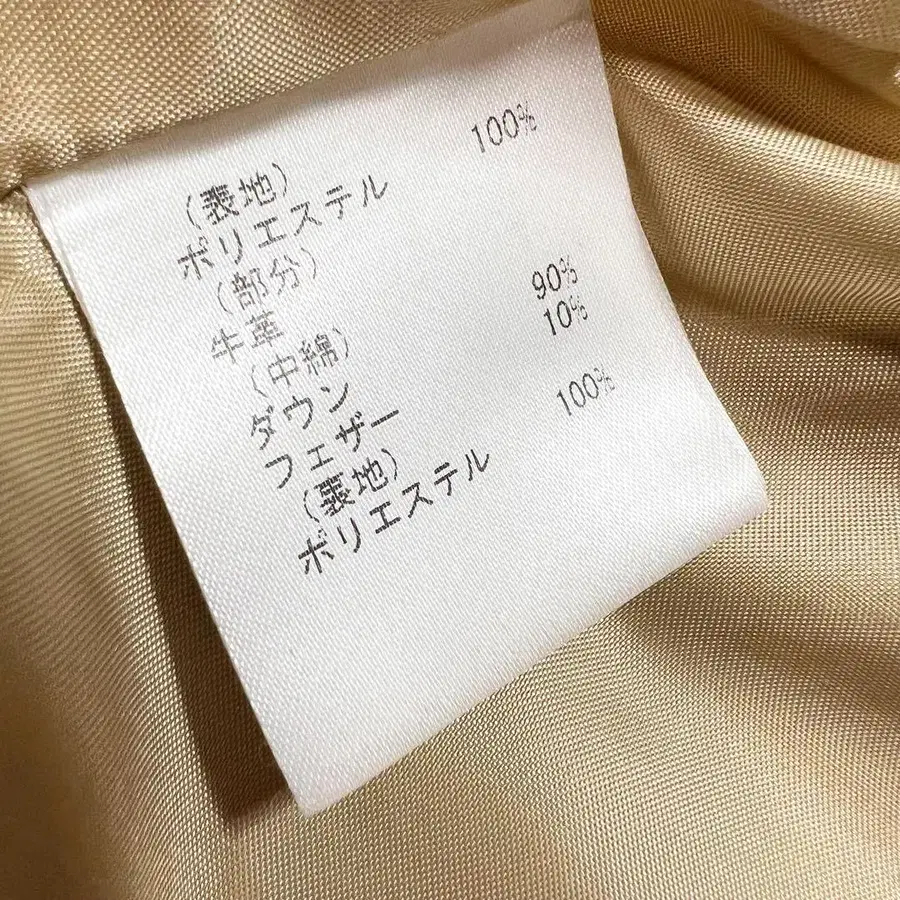 (表地)
ポリエステル 100%
(部分)
牛革
(中綿)
ダウン 90%
フェザー 10%
(裏地)
ポリエステル 100%